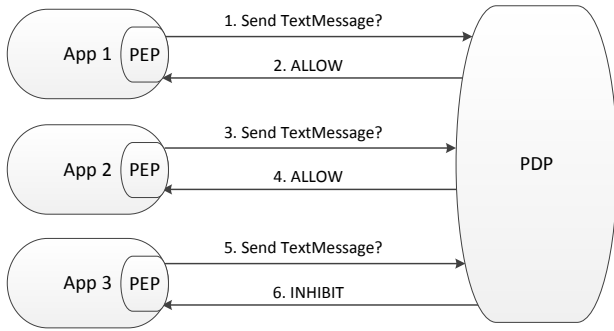 1. Send TextMessage?
App 1 PEP
2. ALLOW
3. Send TextMessage?
App 2 PEP
PDP
4. ALLOW
5. Send TextMessage?
App 3 PEP
6. INHIBIT